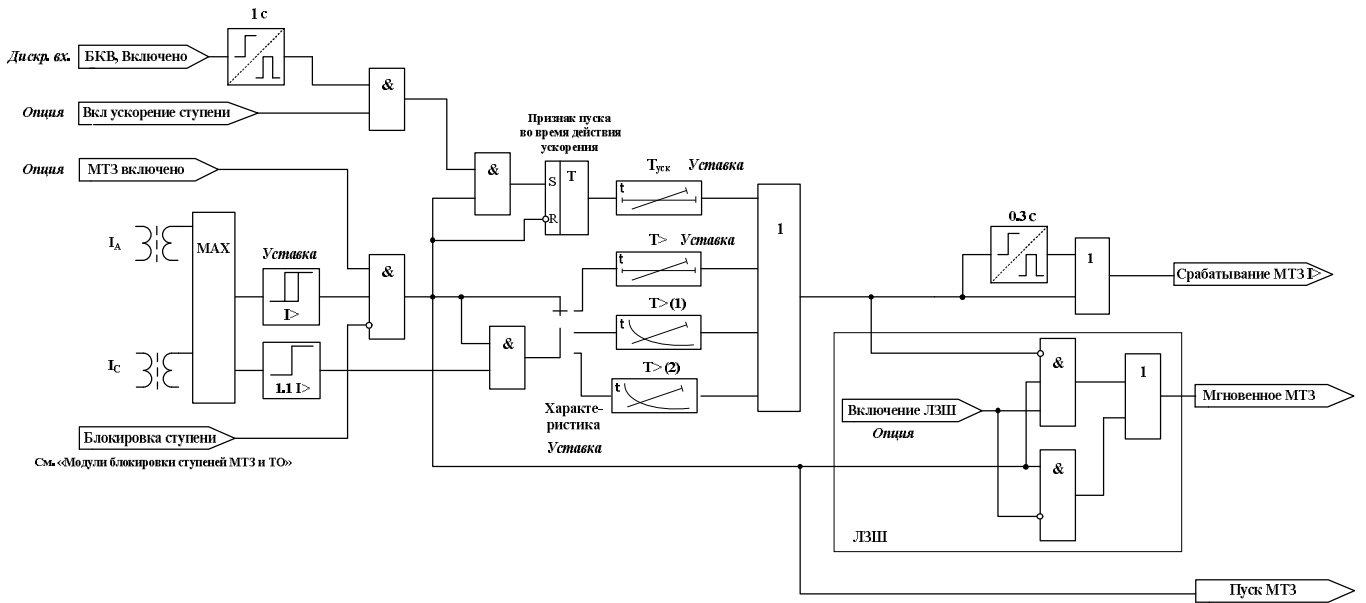 1 с
Дискр. вх.
БКВ, Включено
&
Опция
Вкл ускорение ступени
Признак пуска
во время действия
ускорения
Опция
МТЗ включено
&
S
T
R
Tуск
Уставка
t
1
IA
MAX
Уставка
I>
&
T>
Уставка
t
0.3 с
1
Срабатывание МТЗ I>
T> (1)
t
&
IC
1.1 I>
T> (2)
t
Характе-
ристика
Уставка
&
1
Мгновенное МТЗ
Включение ЛЗШ
Опция
Блокировка ступени
См. «Модули блокировки ступеней МТЗ и ТО»
&
ЛЗШ
Пуск МТЗ